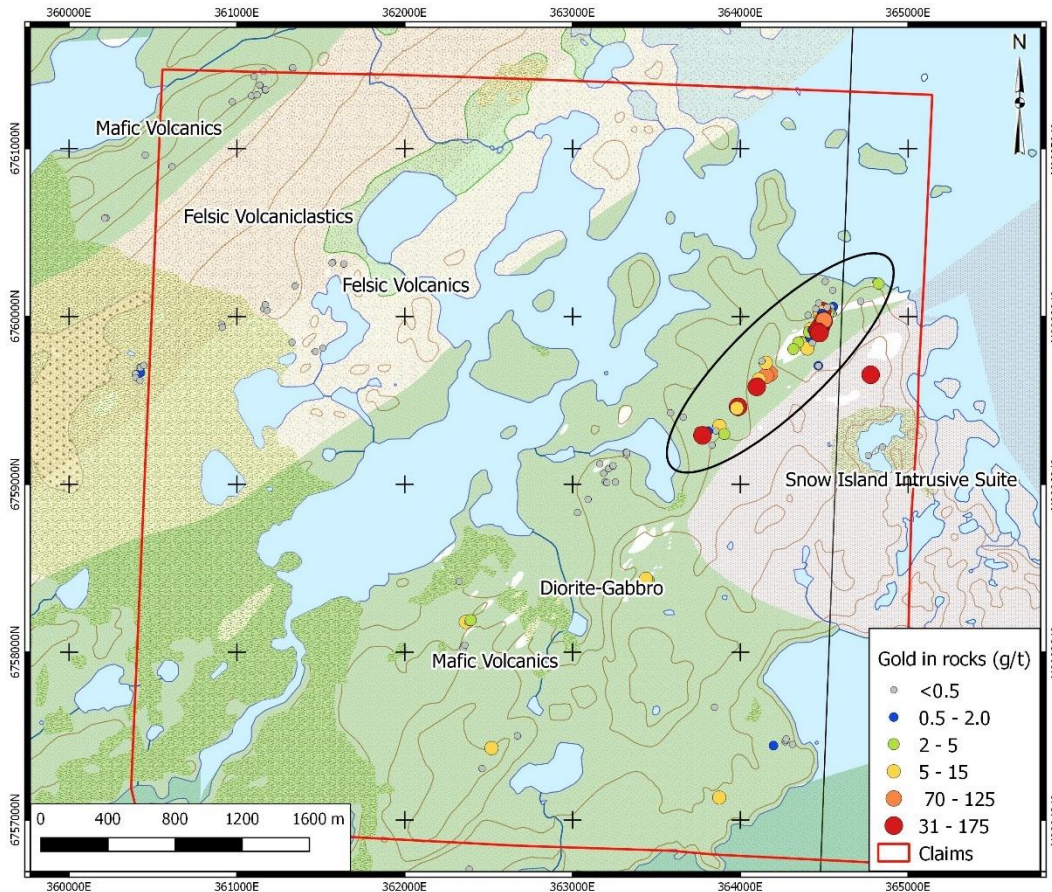 360000E 361000E 362000E 363000E 364000E 365000E
N
6761000N
Mafic Volcanics
Felsic Volcaniclastics
Felsic Volcanics
6760000N
6759000N
Snow Island Intrusive Suite
Diorite-Gabbro
6758000N
Mafic Volcanics
6757000N
Gold in rocks (g/t)
<0.5
0.5 - 2.0
2 - 5
5 - 15
70 - 125
31 - 175
Claims
0 400 800 1200 1600 m
360000E 361000E 362000E 363000E 364000E 365000E